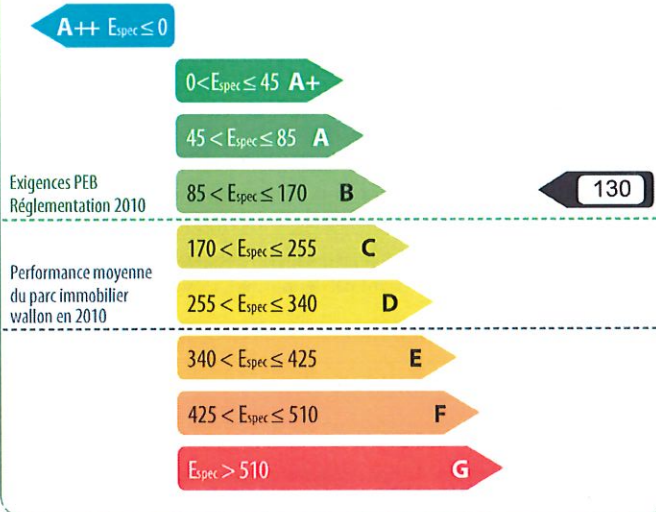 A++ Espec ≤ 0
0 < Espec ≤ 45 A+
45 < Espec ≤ 85 A
Exigences PEB
Réglementation 2010
85 < Espec ≤ 170 B
130
170 < Espec ≤ 255 C
Performance moyenne
du parc immobilier
wallon en 2010
255 < Espec ≤ 340 D
340 < Espec ≤ 425 E
425 < Espec ≤ 510 F
Espec > 510 G